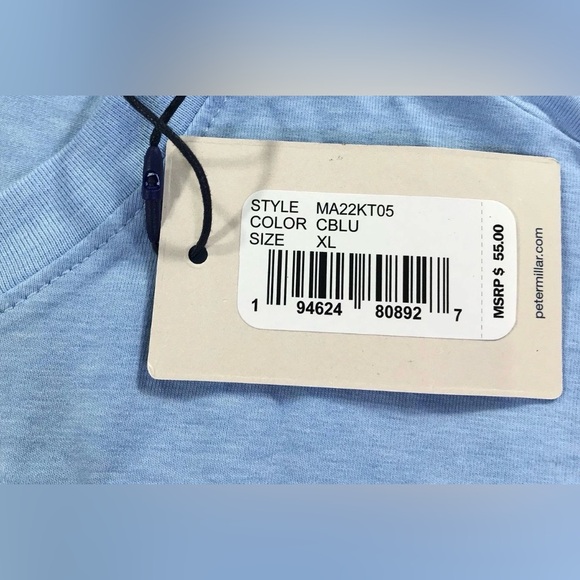 STYLE MA22KT05
COLOR CBLU
SIZE XL
1 94624 80892 7
MSRP $ 55.00
petermillar.com